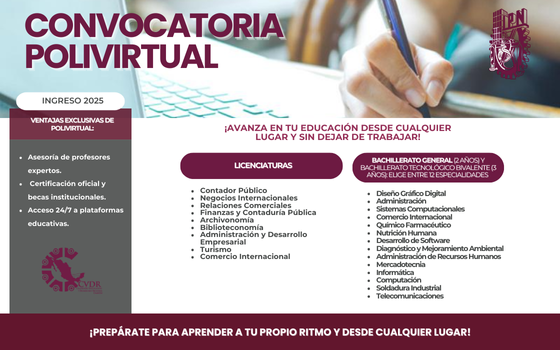 CONVOCATORIA
POLIVIRTUAL
IPN
INGRESO 2025
VENTAJAS EXCLUSIVAS DE
POLIVIRTUAL:
Asesoría de profesores
expertos.
Certificación oficial y
becas institucionales.
Acceso 24/7 a plataformas
educativas.
CVDR
¡AVANZA EN TU EDUCACIÓN DESDE CUALQUIER
LUGAR Y SIN DEJAR DE TRABAJAR!
LICENCIATURAS
Contador Público
Negocios Internacionales
Relaciones Comerciales
Finanzas y Contaduría Pública
Archivonomía
Biblioteconomía
Administración y Desarrollo
Empresarial
Turismo
Comercio Internacional
BACHILLERATO GENERAL (2 AÑOS) Y
BACHILLERATO TECNOLÓGICO BIVALENTE (3
AÑOS): ELIGE ENTRE 12 ESPECIALIDADES
Diseño Gráfico Digital
Administración
Sistemas Computacionales
Comercio Internacional
Químico Farmacéutico
Nutrición Humana
Desarrollo de Software
Diagnóstico y Mejoramiento Ambiental
Administración de Recursos Humanos
Mercadotecnia
Informática
Computación
Soldadura Industrial
Telecomunicaciones
¡PREPÁRATE PARA APRENDER A TU PROPIO RITMO Y DESDE CUALQUIER LUGAR!